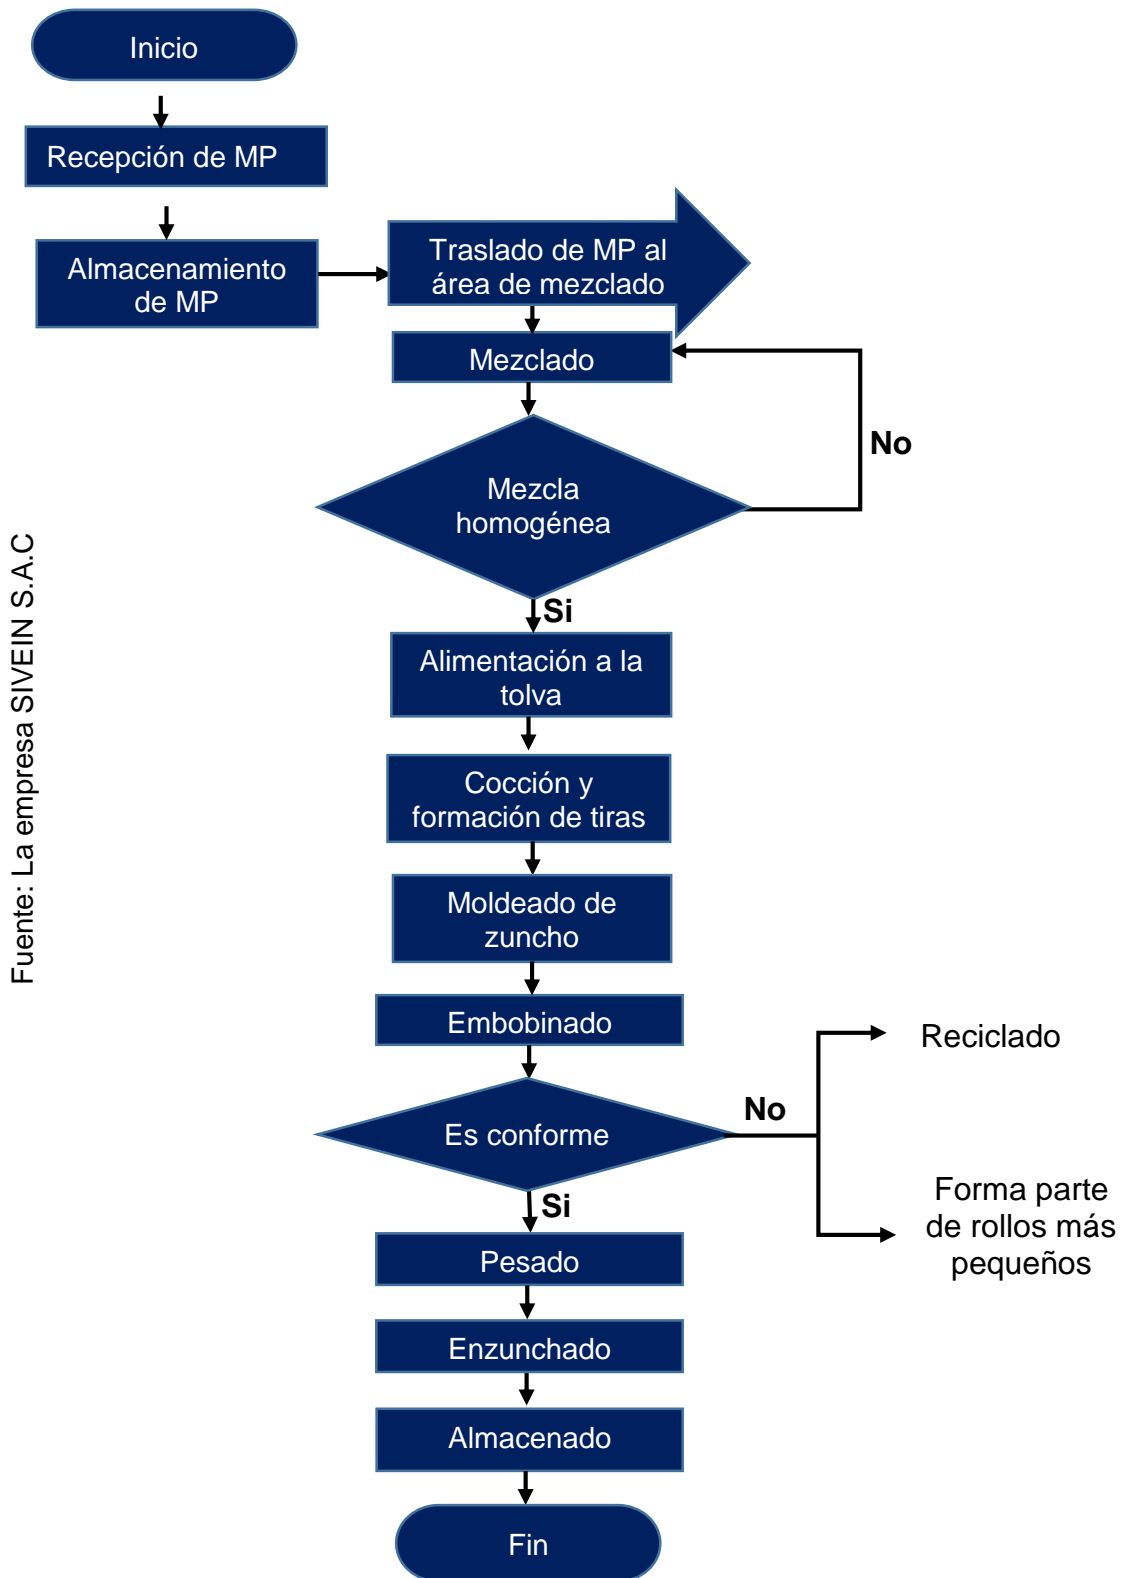 Inicio
Recepción de MP
Almacenamiento
de MP
Traslado de MP al
área de mezclado
Mezclado
No
Mezcla
homogénea
Si
Alimentación a la
tolva
Cocción y
formación de tiras
Moldeado de
zuncho
Embobinado
Es conforme
No
Reciclado
Forma parte
de rollos más
pequeños
Si
Pesado
Enzunchado
Almacenado
Fin
Fuente: La empresa SIVEIN S.A.C